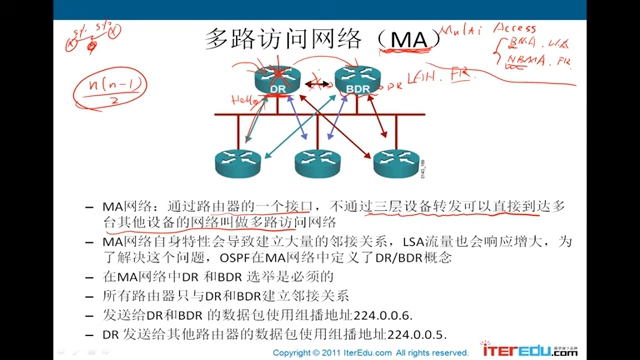 多路访问网络（MA）
Multi Access
BMA.
NBMA. FR
LAN. FR.
n(n-1)
2
DR
BDR
DR
Hello
MA网络：通过路由器的一个接口，不通过三层设备转发可以直接到达多
台其他设备的网络叫做多路访问网络
MA网络自身特性会导致建立大量的邻接关系，LSA流量也会响应增大，为
了解决这个问题，OSPF在MA网络中定义了DR/BDR概念
在MA网络中DR 和BDR 选举是必须的
所有路由器只与DR和BDR建立邻接关系
发送给DR和BDR 的数据包使用组播地址224.0.0.6.
DR 发送给其他路由器的数据包使用组播地址224.0.0.5.
Copyright © 2011 IterEdu.com. All rights reserved.
iTEREDU.com